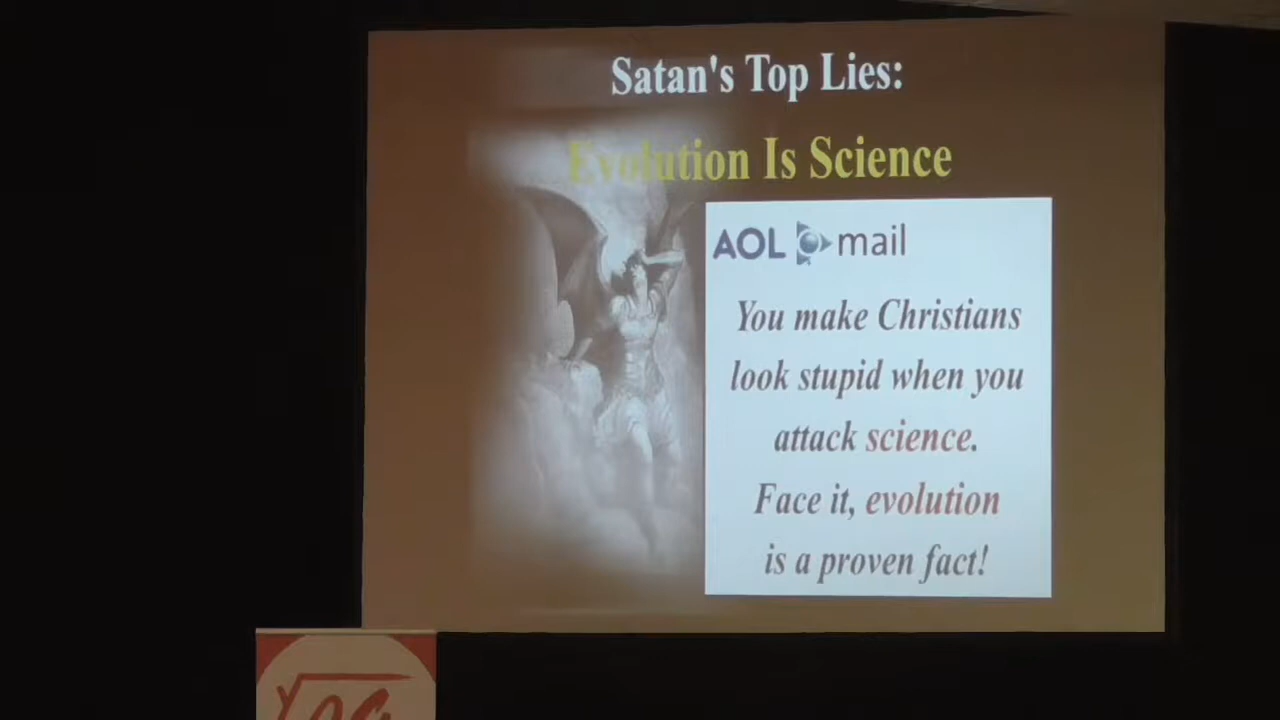 Satan's Top Lies:
Evolution Is Science
AOL mail
You make Christians
look stupid when you
attack science.
Face it, evolution
is a proven fact!